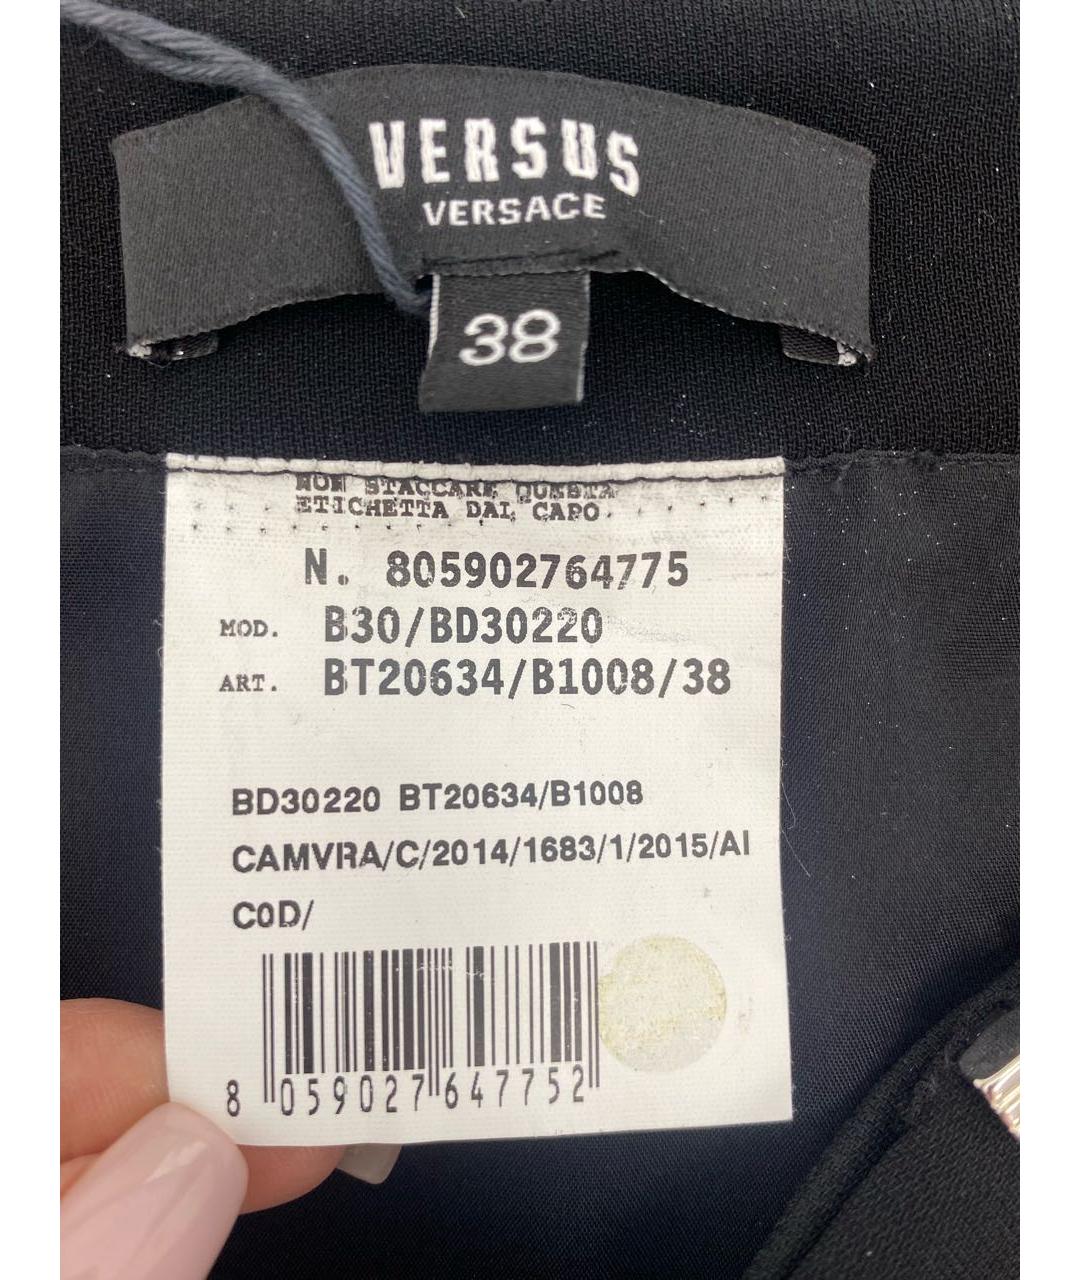 VERSUS
VERSACE
38
NON STACCARE QUESTA
ETICHETTA DAL CAPO.
N. 805902764775
MOD. B30/BD30220
ART. BT20634/B1008/38
BD30220 BT20634/B1008
CAMVRA/C/2014/1683/1/2015/AI
COD/
8 059027 647752